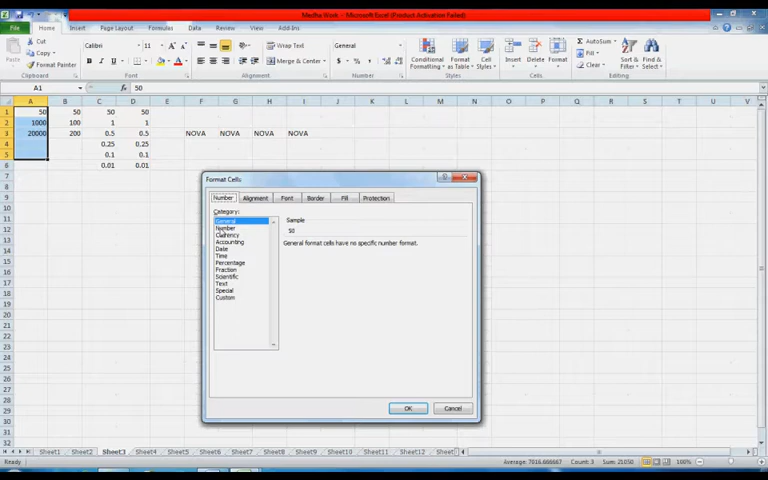 Medha Work - Microsoft Excel (Product Activation Failed)
File Home Insert Page Layout Formulas Data Review View Add-Ins
Cut
Copy
Format Painter
Clipboard
Calibri 11
B I U
Font
Wrap Text
Merge & Center
Alignment
General
$ % ,
Number
Conditional Formatting
Format as Table
Cell Styles
Styles
Insert Delete Format
Cells
AutoSum
Fill
Clear
Sort & Filter
Find & Select
Editing
A1 fx 50
A B C D E F G H I J K L M N O P Q R S T U V
1 50 50 50 50
2 1000 100 1 1
3 20000 200 0.5 0.5 NOVA NOVA NOVA NOVA
4 0.25 0.25
5 0.1 0.1
6 0.01 0.01
7
8
9
10
11
12
13
14
15
16
17
18
19
20
21
22
23
24
25
26
27
28
29
30
31
32
Format Cells
Number Alignment Font Border Fill Protection
Category:
General
Number
Currency
Accounting
Date
Time
Percentage
Fraction
Scientific
Text
Special
Custom
Sample
50
General format cells have no specific number format.
OK Cancel
Sheet1 Sheet2 Sheet3 Sheet4 Sheet5 Sheet6 Sheet7 Sheet8 Sheet9 Sheet10 Sheet11 Sheet12
Ready Average: 7016.666667 Count: 3 Sum: 21050 100%